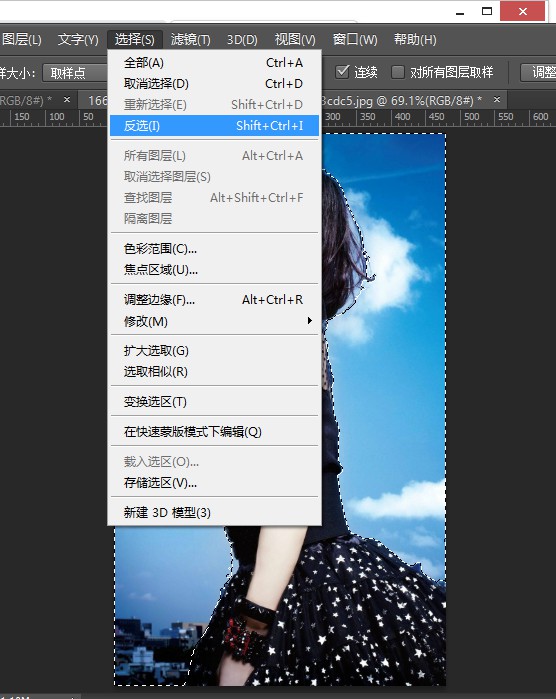 图层(L) 文字(Y) 选择(S) 滤镜(T) 3D(D) 视图(V) 窗口(W) 帮助(H)
样大小: 取样点 连续 对所有图层取样 调整
RGB/8#) * × 166 3cdc5.jpg @ 69.1%(RGB/8#) * ×
150 100 50 300 350 400 450 500 550 600
全部(A) Ctrl+A
取消选择(D) Ctrl+D
重新选择(E) Shift+Ctrl+D
反选(I) Shift+Ctrl+I
所有图层(L) Alt+Ctrl+A
取消选择图层(S)
查找图层 Alt+Shift+Ctrl+F
隔离图层
色彩范围(C)...
焦点区域(U)...
调整边缘(F)... Alt+Ctrl+R
修改(M)
扩大选取(G)
选取相似(R)
变换选区(T)
在快速蒙版模式下编辑(Q)
载入选区(O)...
存储选区(V)...
新建 3D 模型(3)